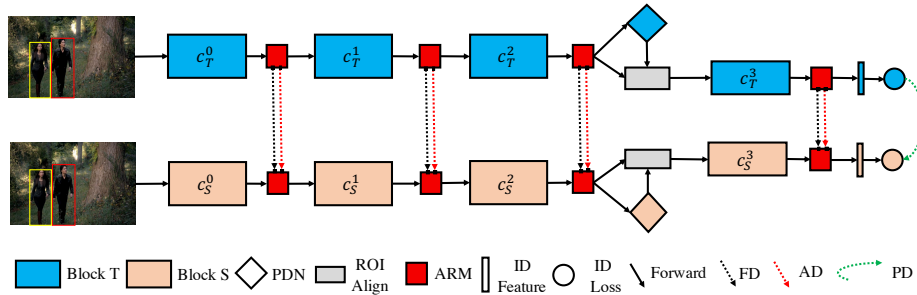 $c_T^0$ $c_T^1$ $c_T^2$
$c_T^3$
$c_S^0$ $c_S^1$ $c_S^2$ $c_S^3$
Block T Block S PDN ROI Align ARM ID Feature ID Loss Forward FD AD PD